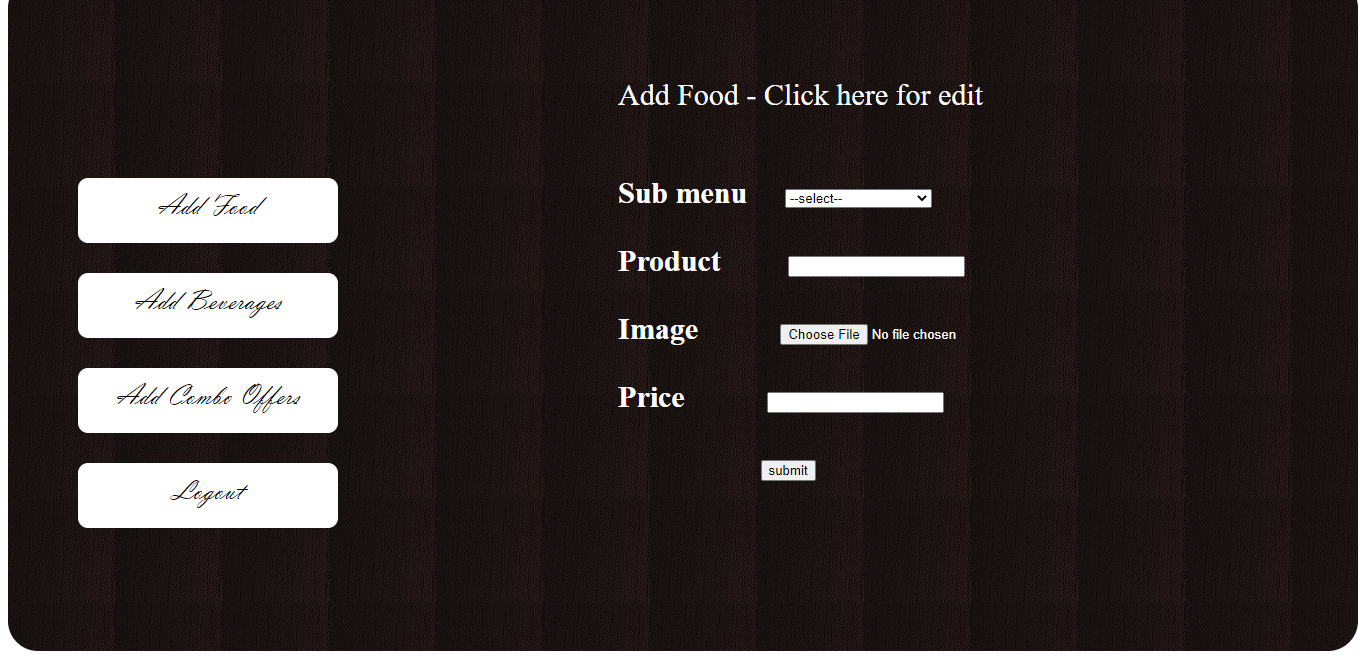 Add Food - Click here for edit
Add Food
Add Beverages
Add Combo Offers
Logout
Sub menu --select--
Product
Image Choose File No file chosen
Price
submit